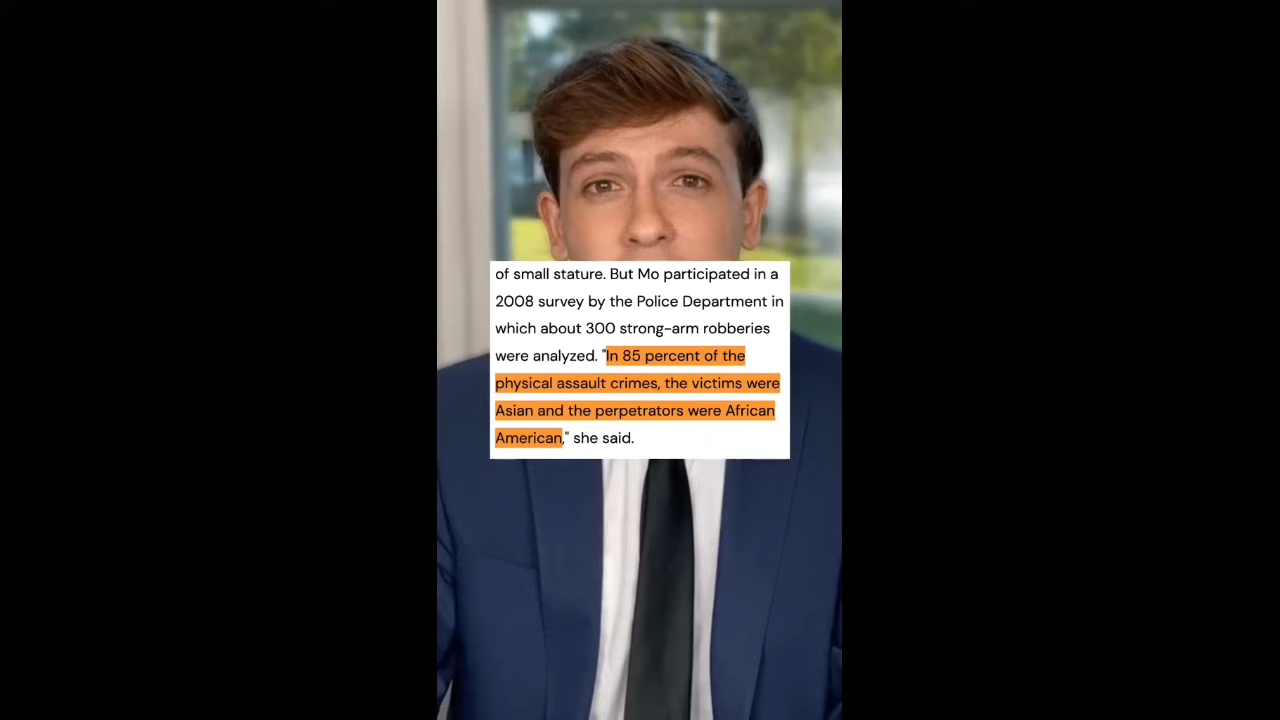 of small stature. But Mo participated in a
2008 survey by the Police Department in
which about 300 strong-arm robberies
were analyzed. "In 85 percent of the
physical assault crimes, the victims were
Asian and the perpetrators were African
American," she said.